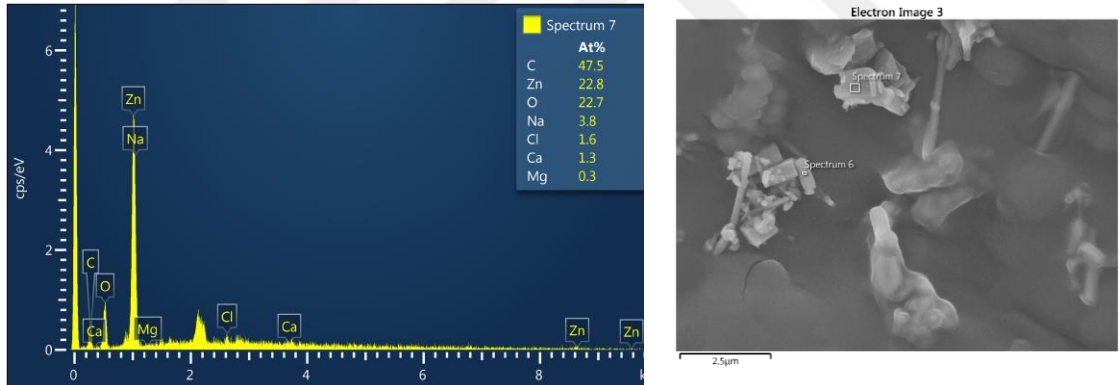 Spectrum 7
At%
C 47.5
Zn 22.8
O 22.7
Na 3.8
Cl 1.6
Ca 1.3
Mg 0.3
6
4
2
0
cps/eV
Zn
Na
C
O
Ca
Mg
Cl
Ca
Zn
Zn
0 2 4 6 8
Electron Image 3
Spectrum 7
Spectrum 6
2.5μm